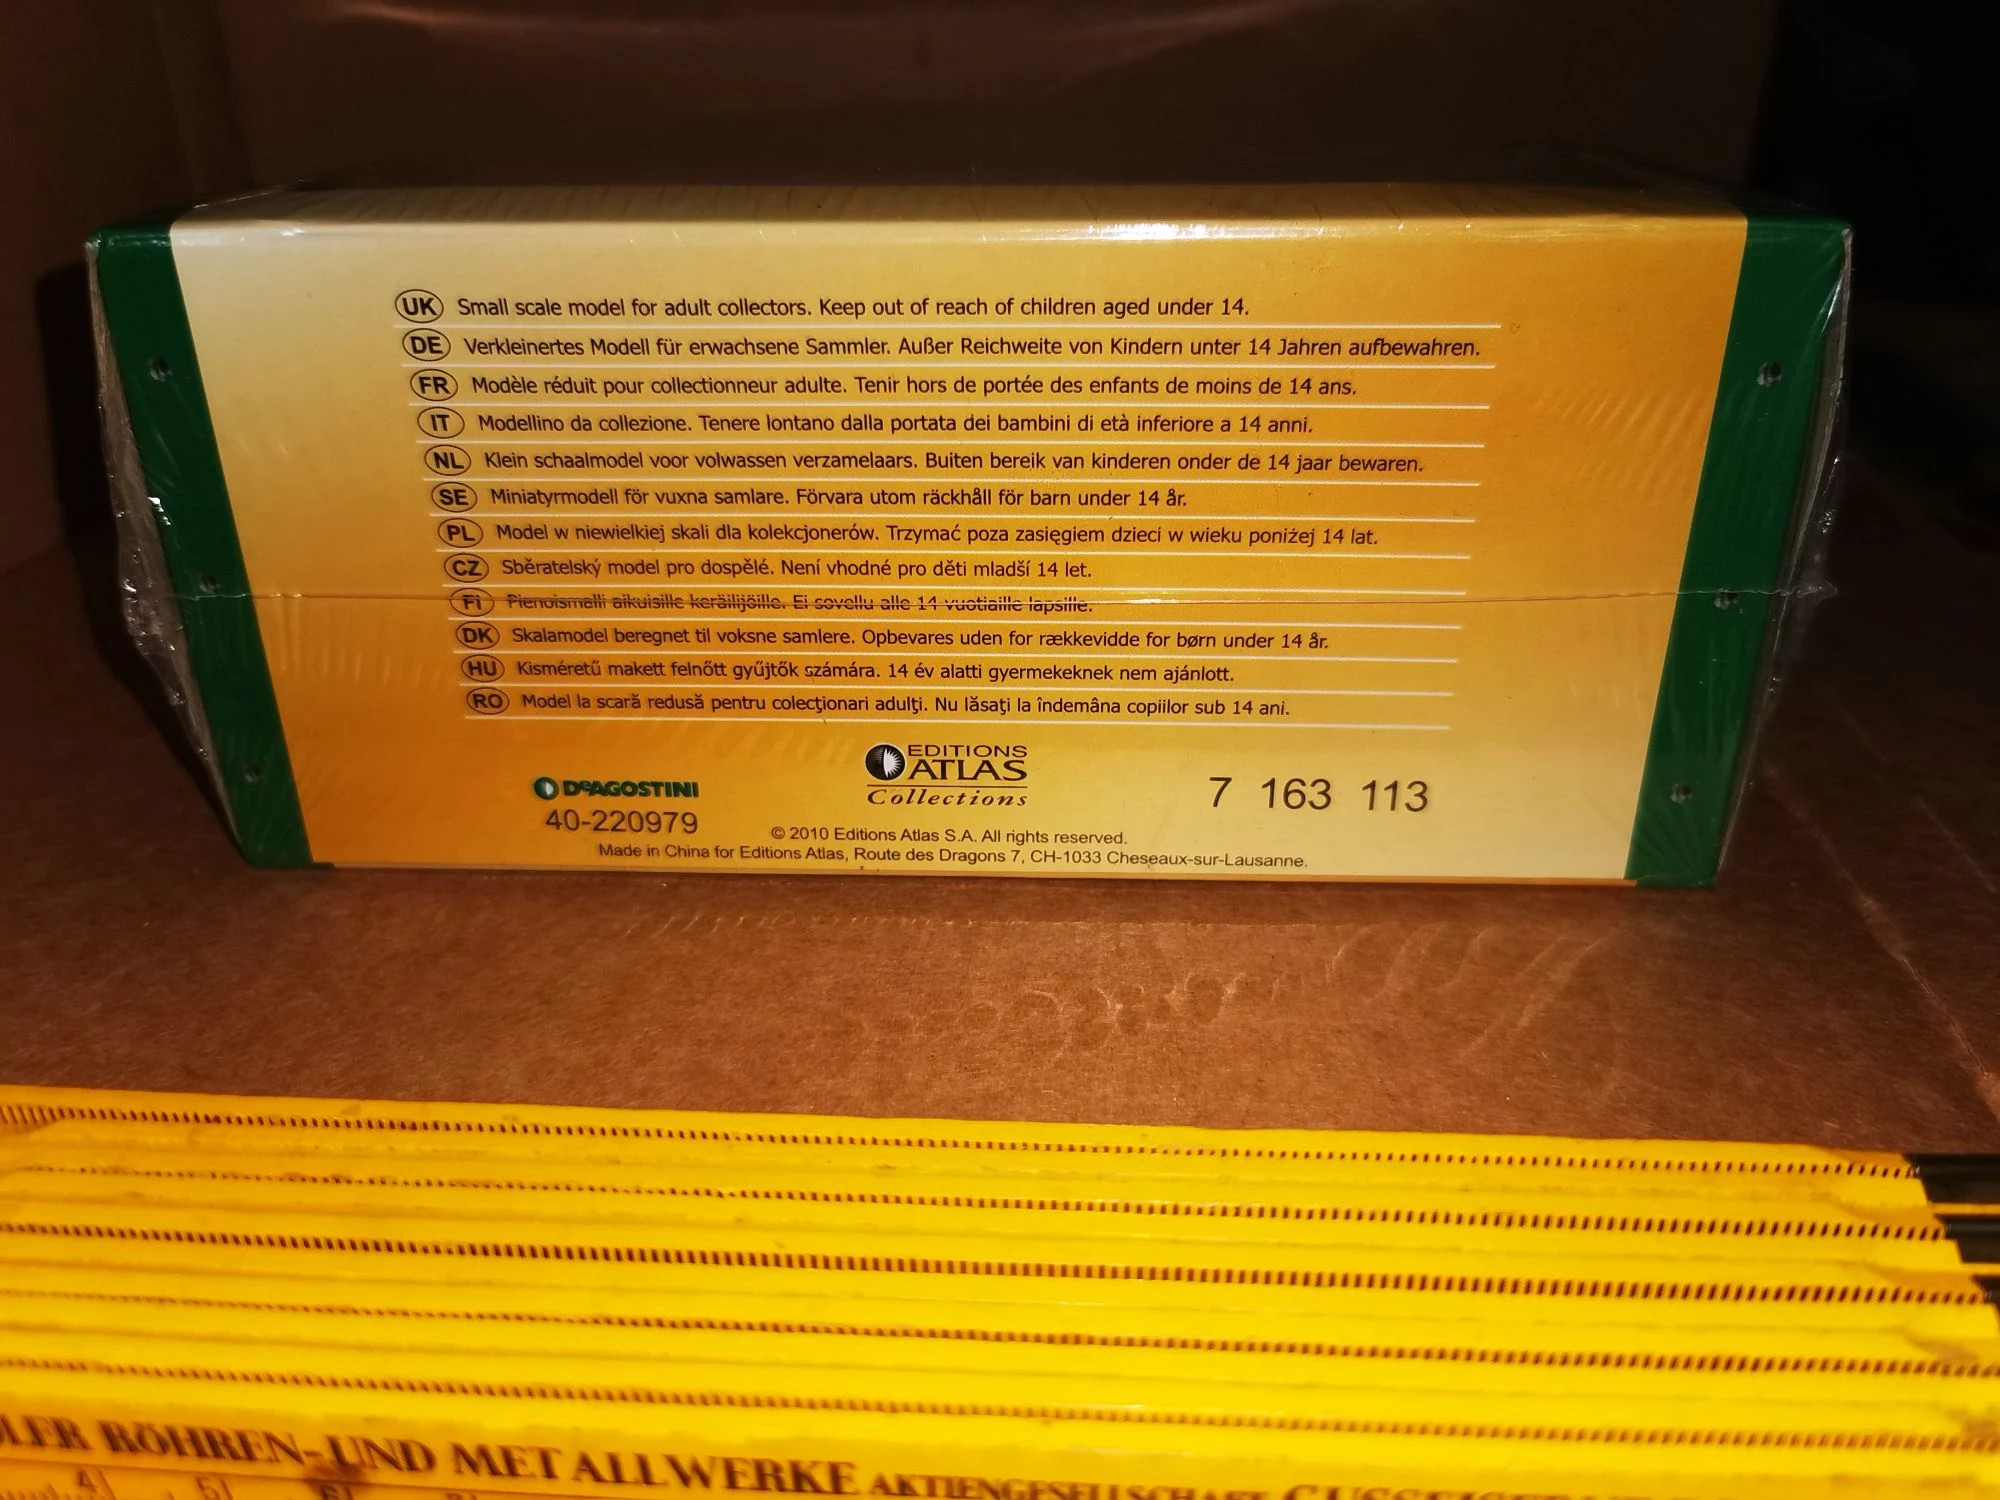 UK Small scale model for adult collectors. Keep out of reach of children aged under 14.
DE Verkleinertes Modell für erwachsene Sammler. Außer Reichweite von Kindern unter 14 Jahren aufbewahren.
FR Modèle réduit pour collectionneur adulte. Tenir hors de portée des enfants de moins de 14 ans.
IT Modellino da collezione. Tenere lontano dalla portata dei bambini di età inferiore a 14 anni.
NL Klein schaalmodel voor volwassen verzamelaars. Buiten bereik van kinderen onder de 14 jaar bewaren.
SE Miniatyrmodell för vuxna samlare. Förvara utom räckhåll för barn under 14 år.
PL Model w niewielkiej skali dla kolekcjonerów. Trzymać poza zasięgiem dzieci w wieku poniżej 14 lat.
CZ Sběratelský model pro dospělé. Není vhodné pro děti mladší 14 let.
FI Pienoismalli aikuisille keräilijöille. Ei sovellu alle 14 vuotiaille lapsille.
DK Skalamodel beregnet til voksne samlere. Opbevares uden for rækkevidde for børn under 14 år.
HU Kisméretű makett felnőtt gyűjtők számára. 14 év alatti gyermekeknek nem ajánlott.
RO Model la scară redusă pentru colecţionari adulţi. Nu lăsaţi la îndemâna copiilor sub 14 ani.
DeAGOSTINI
40-220979
EDITIONS
ATLAS
Collections
7 163 113
© 2010 Editions Atlas S.A. All rights reserved.
Made in China for Editions Atlas, Route des Dragons 7, CH-1033 Cheseaux-sur-Lausanne.
RÖHREN-UND METALLWERKE AKTIENGESELLSCHAFT
4 5 6